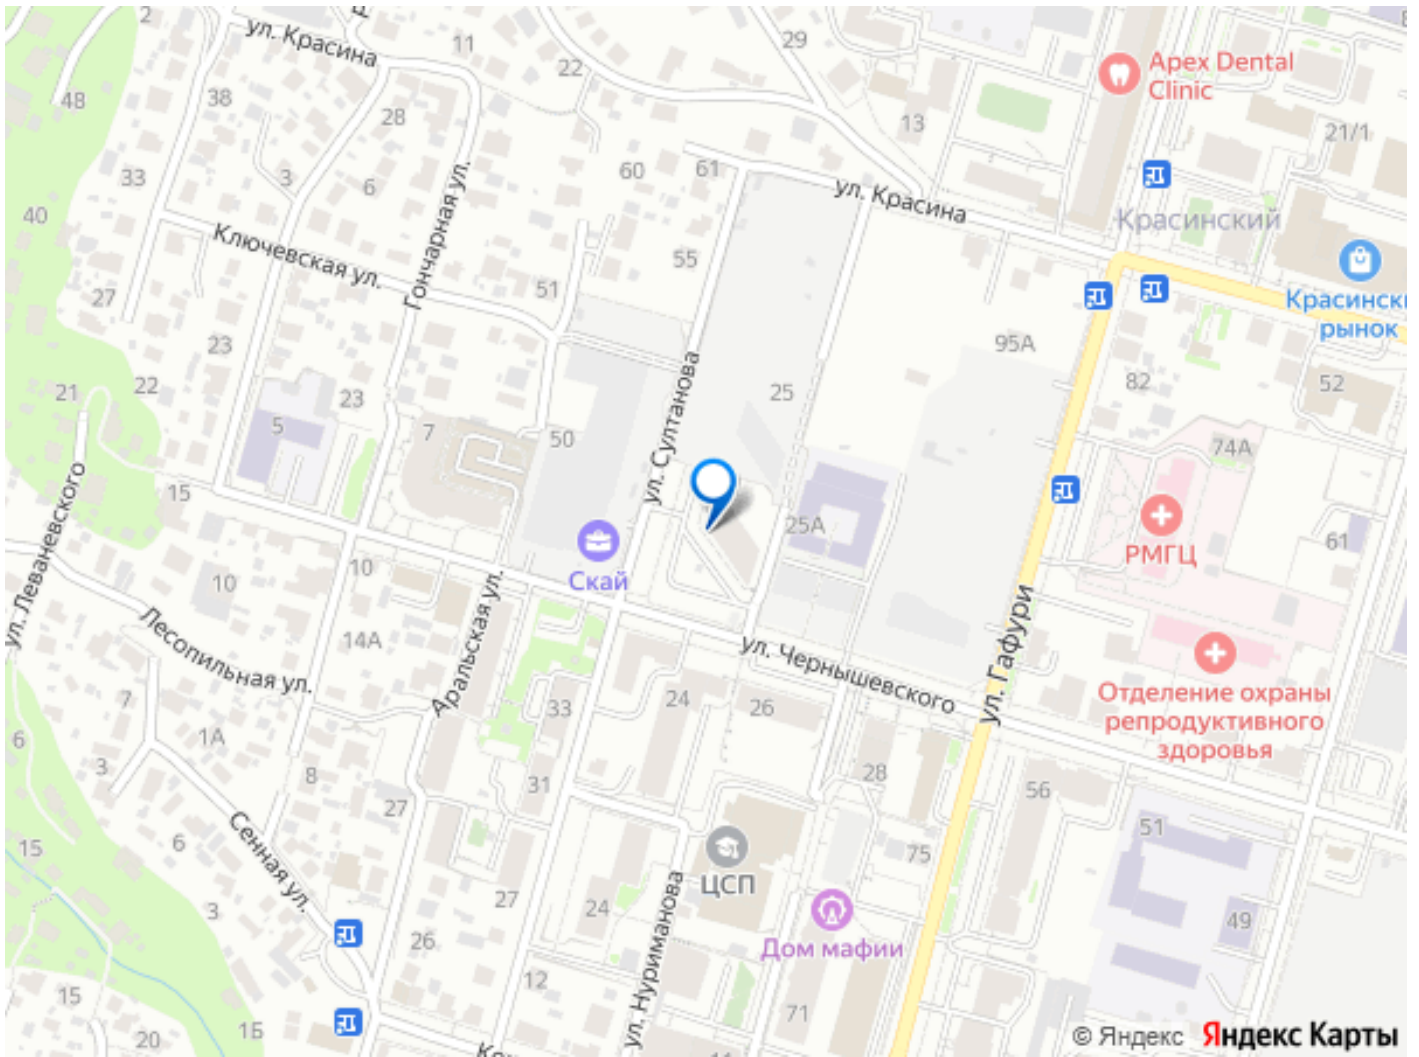 2
ул. Красина
11
29
22
Apex Dental
Clinic
48
38
28
13
21/1
33
3
6
60
61
ул. Красина
40
Гончарная ул.
Красинский
Ключевская ул.
55
51
27
Красинск
рынок
23
ул. Султанова
95А
21
22
23
25
82
52
5
7
50
74А
15
25А
РМГЦ
61
ул. Леваневского
Скай
10
10
ул. Гафури
Лесопильная ул.
14А
Аральская ул.
ул. Чернышевского
Отделение охраны
репродуктивного
здоровья
7
33
24
26
6
1А
3
8
31
28
56
27
Сенная ул.
51
15
6
75
ЦСП
3
27
24
ул. Нуриманова
Дом мафии
49
26
12
15
20
1Б
71
© Яндекс
Яндекс Карты